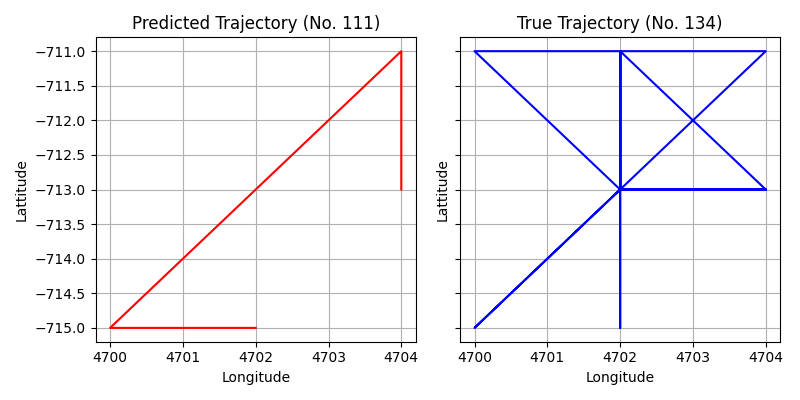 Predicted Trajectory (No. 111)
−711.0
−711.5
−712.0
−712.5
−713.0
−713.5
−714.0
−714.5
−715.0
Lattitude
4700 4701 4702 4703 4704
Longitude
True Trajectory (No. 134)
Lattitude
4700 4701 4702 4703 4704
Longitude